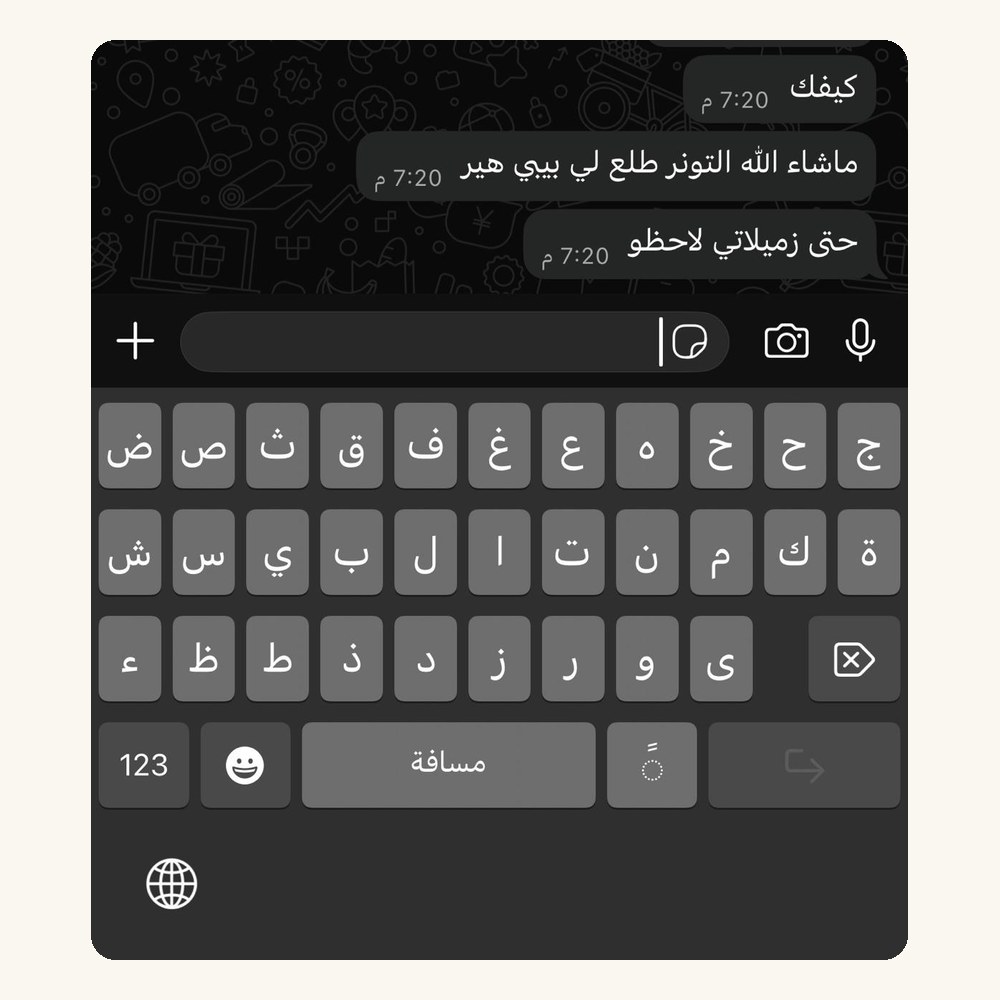 كيفك
7:20 م
ماشاء الله التونر طلع لي بيبي هير
7:20 م
حتى زميلاتي لاحظو
7:20 م
ض ص ث ق ف غ ع ه خ ح ج
ش س ي ب ل ا ت ن م ك ة
ء ظ ط ذ د ز ر و ى
123 مسافة